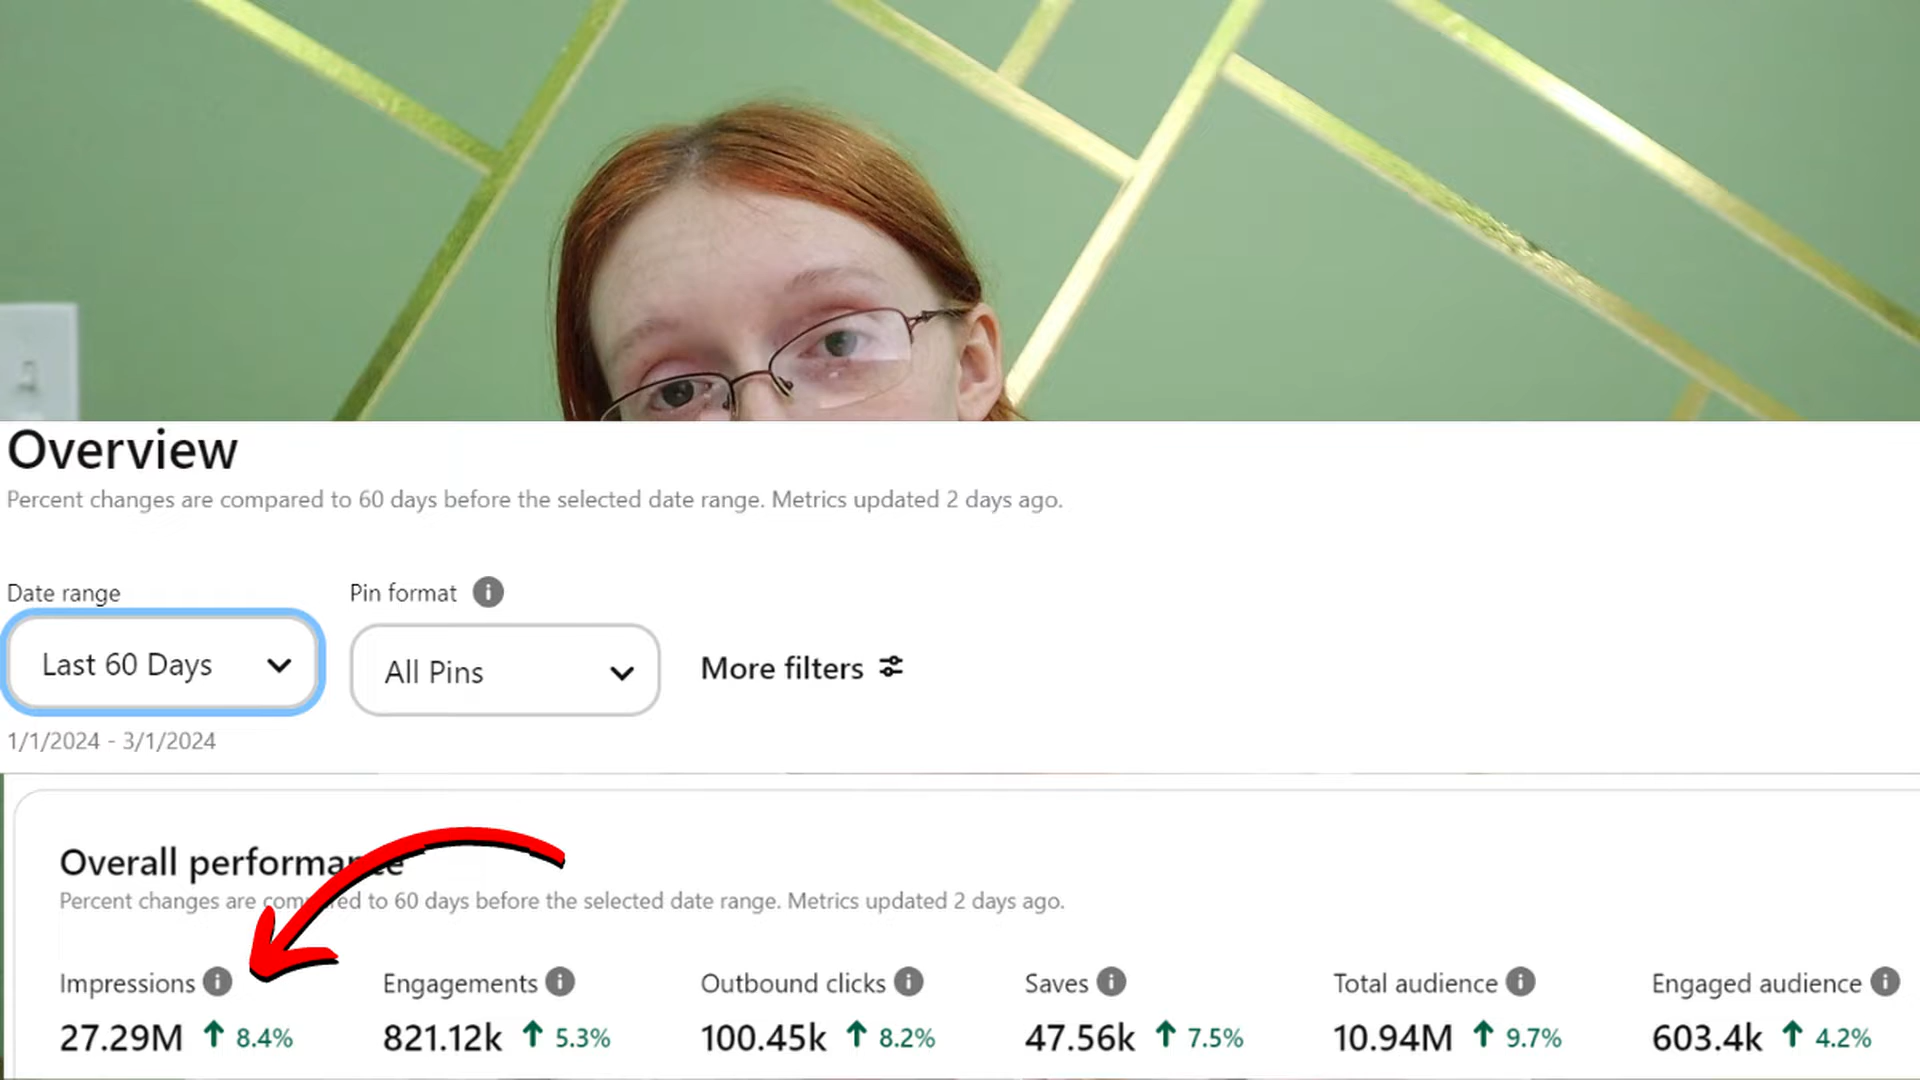 Overview
Percent changes are compared to 60 days before the selected date range. Metrics updated 2 days ago.
Date range
Pin format
Last 60 Days
All Pins
More filters
1/1/2024 - 3/1/2024
Overall performance
Percent changes are compared to 60 days before the selected date range. Metrics updated 2 days ago.
Impressions
Engagements
Outbound clicks
Saves
Total audience
Engaged audience
27.29M 8.4%
821.12k 5.3%
100.45k 8.2%
47.56k 7.5%
10.94M 9.7%
603.4k 4.2%